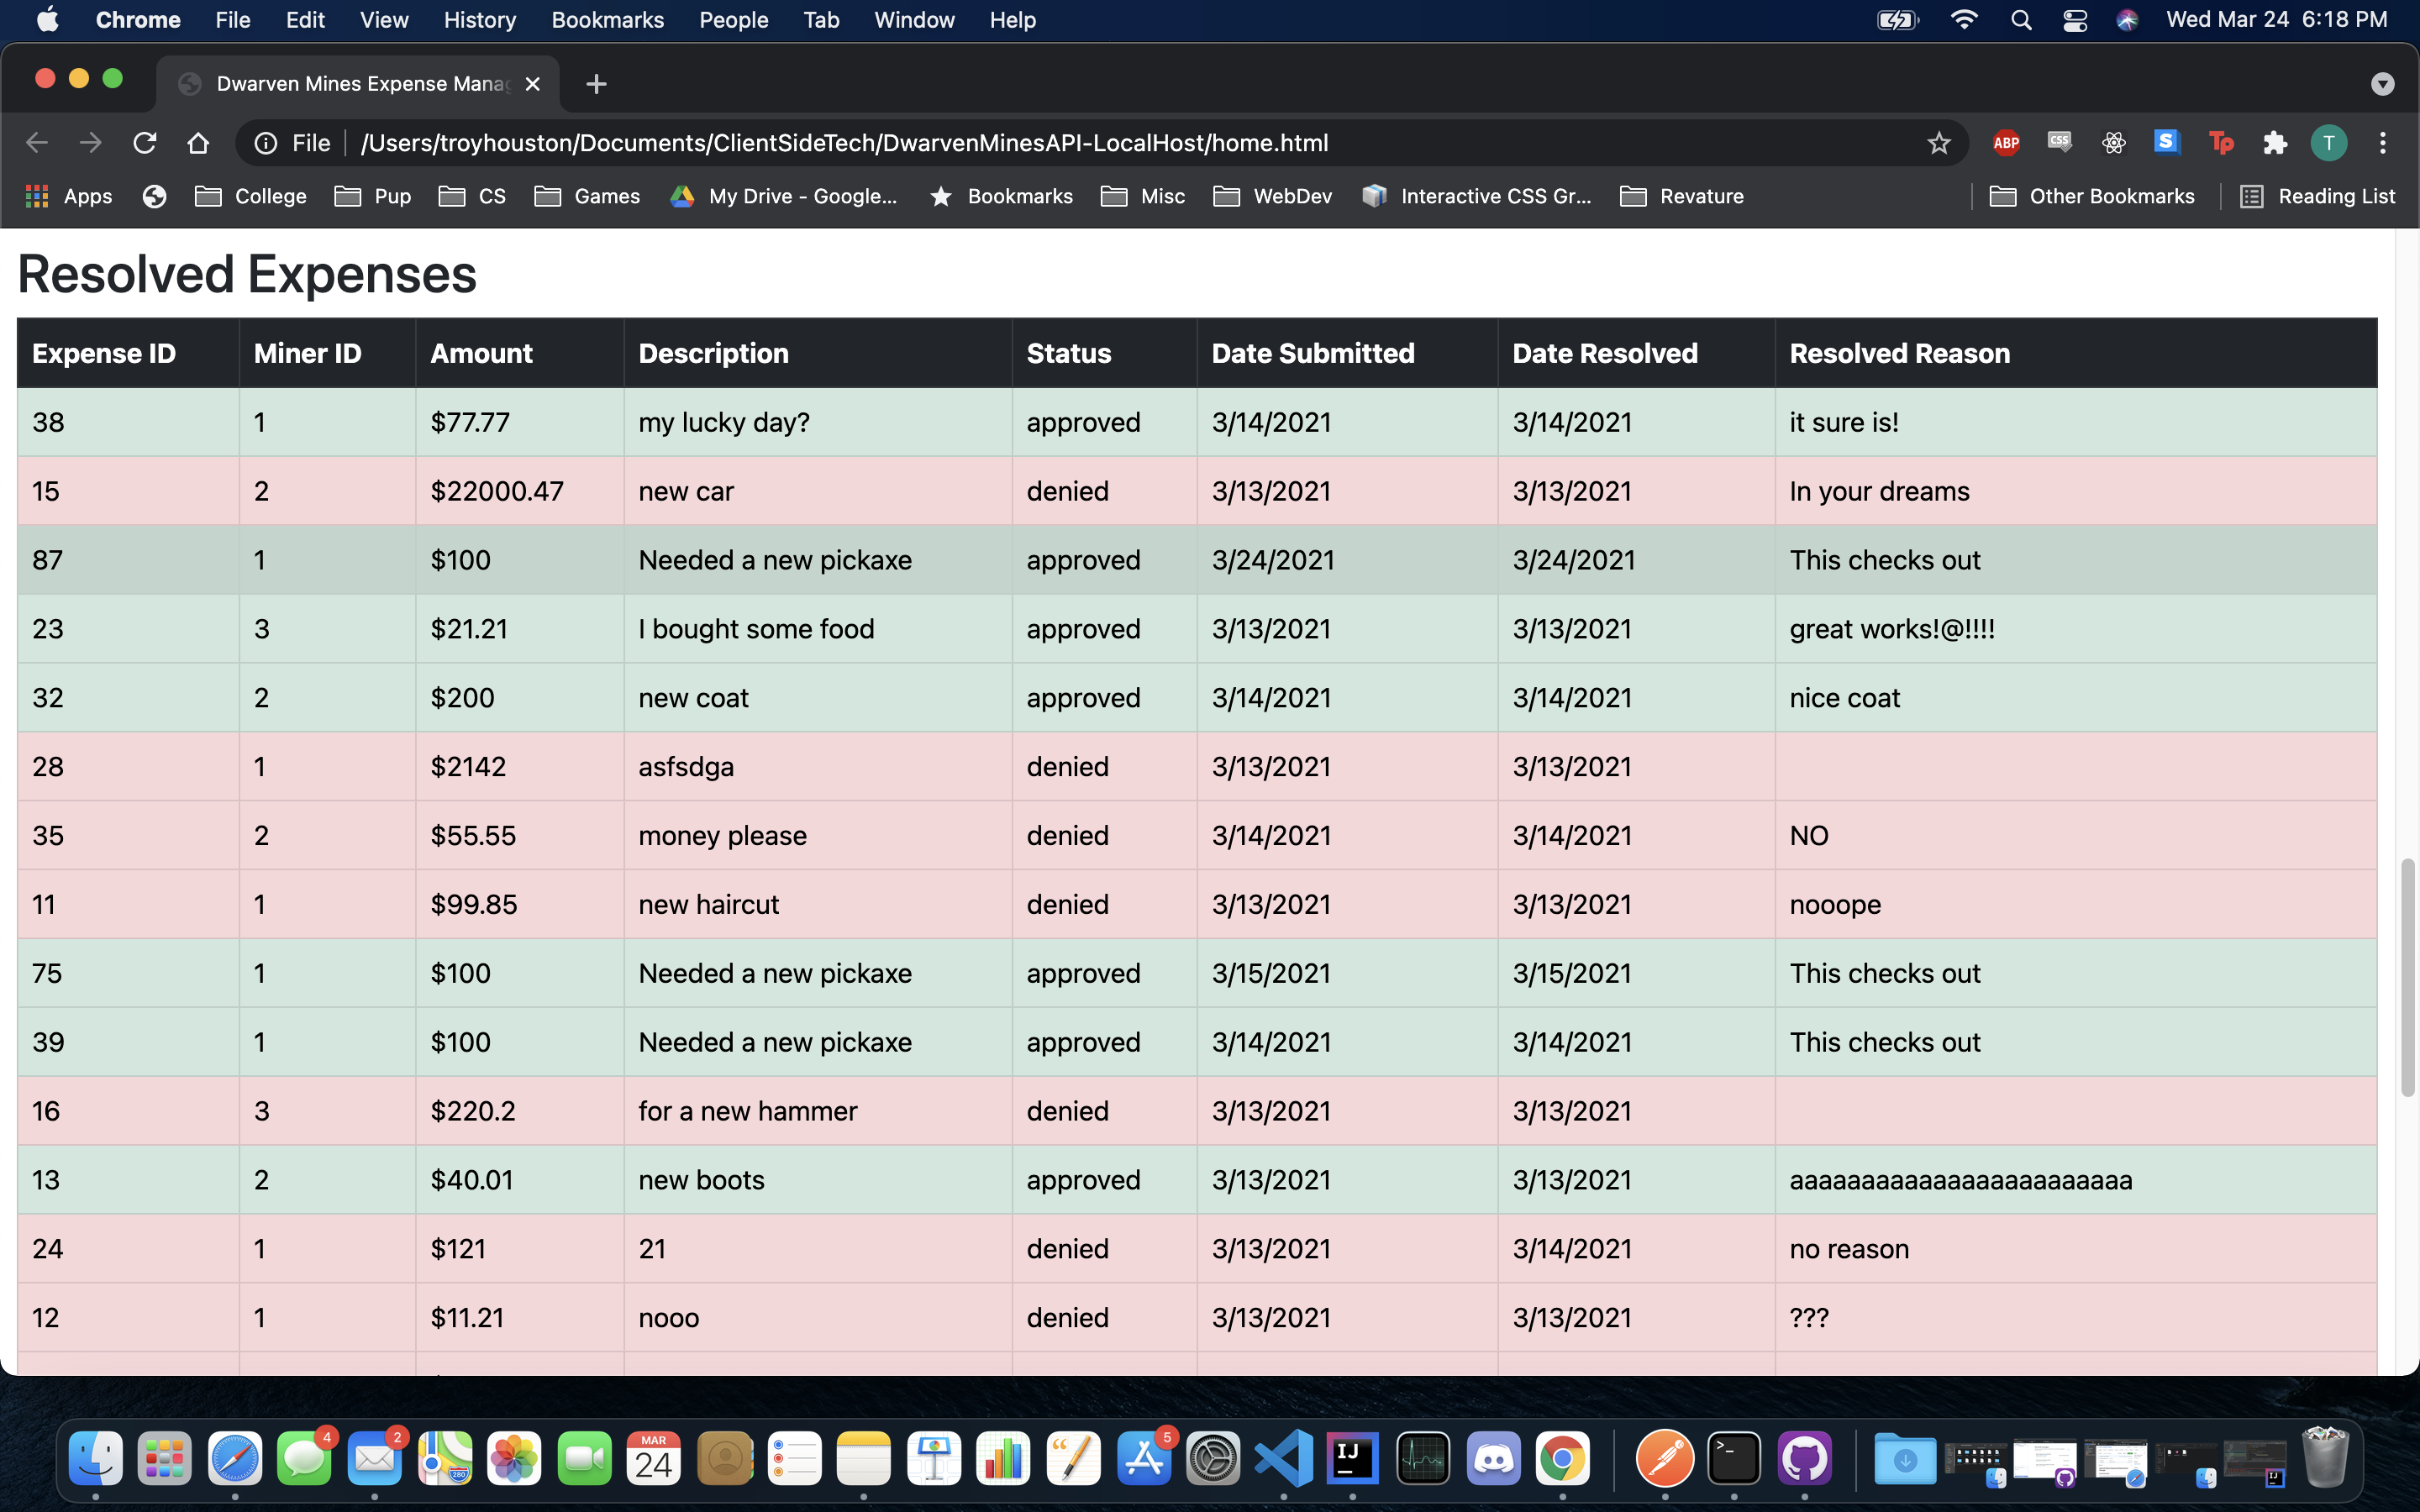 Chrome File Edit View History Bookmarks People Tab Window Help Wed Mar 24 6:18 PM
Dwarven Mines Expense Mana
File /Users/troyhouston/Documents/ClientSideTech/DwarvenMinesAPI-LocalHost/home.html ABP CSS S Tp T
Apps College Pup CS Games My Drive - Google... Bookmarks Misc WebDev Interactive CSS Gr... Revature Other Bookmarks Reading List
Resolved Expenses
Expense ID Miner ID Amount Description Status Date Submitted Date Resolved Resolved Reason
38 1 $77.77 my lucky day? approved 3/14/2021 3/14/2021 it sure is!
15 2 $22000.47 new car denied 3/13/2021 3/13/2021 In your dreams
87 1 $100 Needed a new pickaxe approved 3/24/2021 3/24/2021 This checks out
23 3 $21.21 I bought some food approved 3/13/2021 3/13/2021 great works!@!!!!
32 2 $200 new coat approved 3/14/2021 3/14/2021 nice coat
28 1 $2142 asfsdga denied 3/13/2021 3/13/2021
35 2 $55.55 money please denied 3/14/2021 3/14/2021 NO
11 1 $99.85 new haircut denied 3/13/2021 3/13/2021 nooope
75 1 $100 Needed a new pickaxe approved 3/15/2021 3/15/2021 This checks out
39 1 $100 Needed a new pickaxe approved 3/14/2021 3/14/2021 This checks out
16 3 $220.2 for a new hammer denied 3/13/2021 3/13/2021
13 2 $40.01 new boots approved 3/13/2021 3/13/2021 aaaaaaaaaaaaaaaaaaaaaaaa
24 1 $121 21 denied 3/13/2021 3/14/2021 no reason
12 1 $11.21 nooo denied 3/13/2021 3/13/2021 ???
4 2 280 MAR 24 5 IJ >_